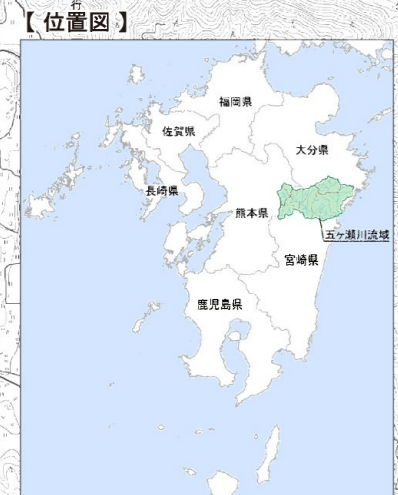 行
【 位置図 】
福岡県
佐賀県
大分県
長崎県
熊本県
五ヶ瀬川流域
宮崎県
鹿児島県